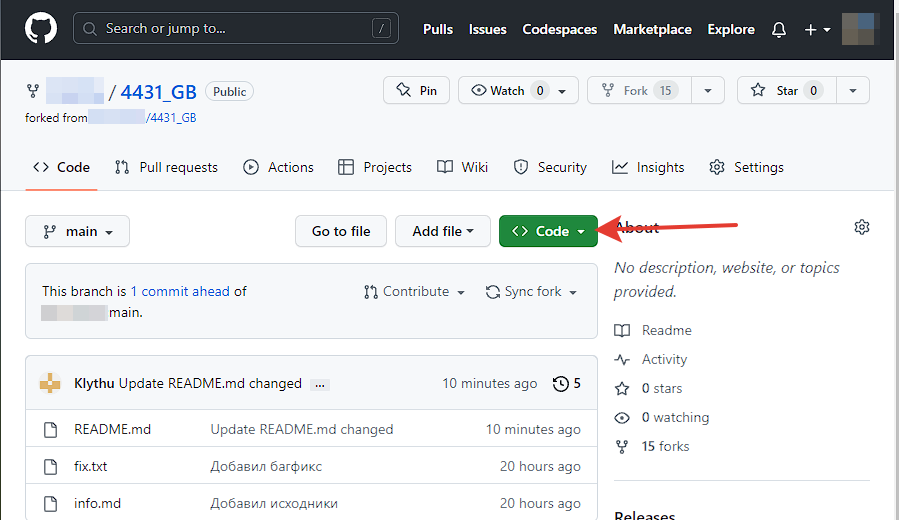 Search or jump to... / Pulls Issues Codespaces Marketplace Explore
/ 4431_GB Public Pin Watch 0 Fork 15 Star 0
forked from /4431_GB
Code Pull requests Actions Projects Wiki Security Insights Settings
main Go to file Add file Code About
No description, website, or topics
provided.
This branch is 1 commit ahead of Contribute Sync fork
main.
Readme
Activity
0 stars
0 watching
15 forks
Klythu Update README.md changed ... 10 minutes ago 5
README.md Update README.md changed 10 minutes ago
fix.txt Добавил багфикс 20 hours ago
info.md Добавил исходники 20 hours ago
Releases